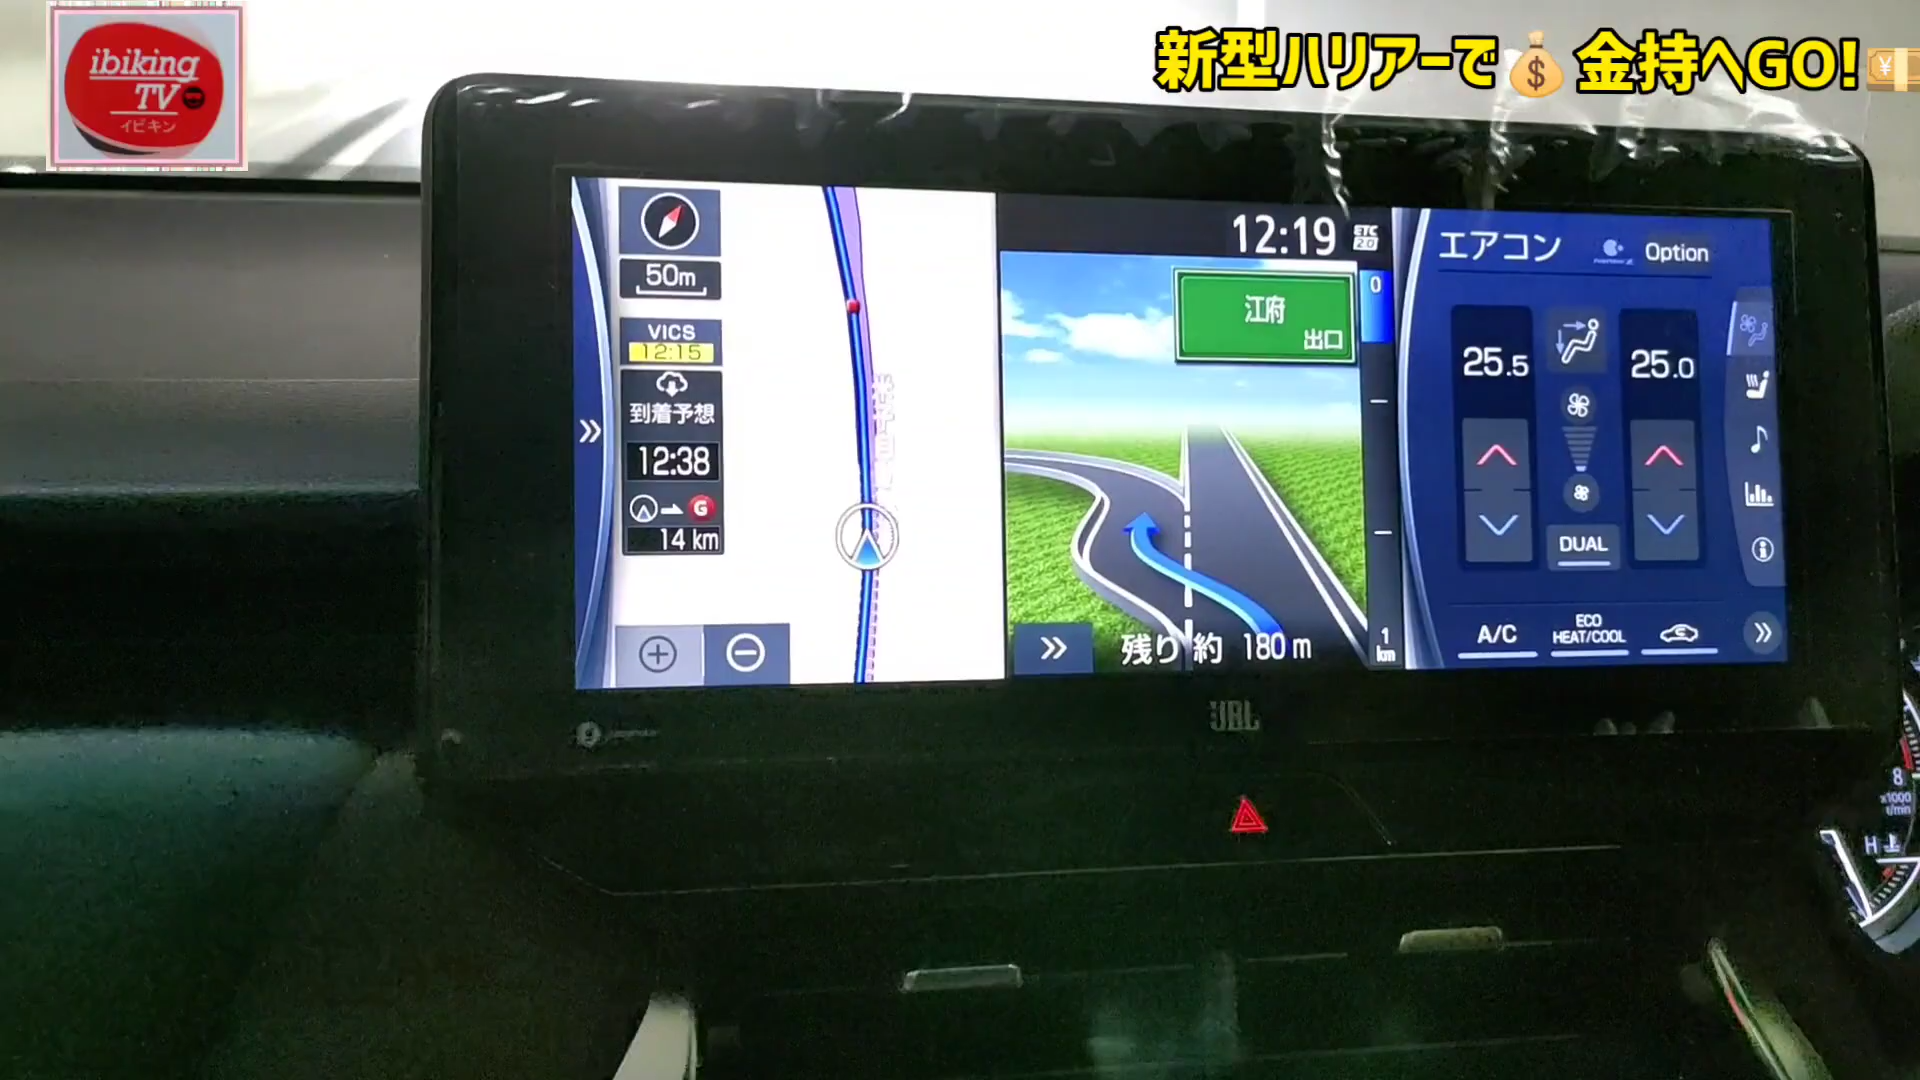 ibiking
TV
イビキン
新型ハリアーで💰金持へGO!
50m
VICS
12:15
到着予想
12:38
G
14 km
12:19
ETC
2.0
江府
出口
0
残り 約 180 m
1
km
エアコン
Option
25.5
25.0
DUAL
A/C
ECO
HEAT/COOL
JBL
8
x1000
r/min
H